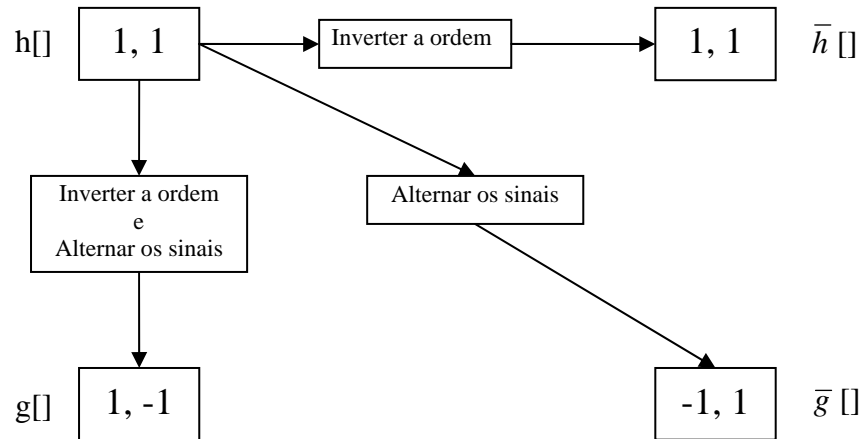 h[]
1, 1
Inverter a ordem
1, 1
h̅ []
Inverter a ordem
e
Alternar os sinais
Alternar os sinais
g[]
1, -1
-1, 1
g̅ []